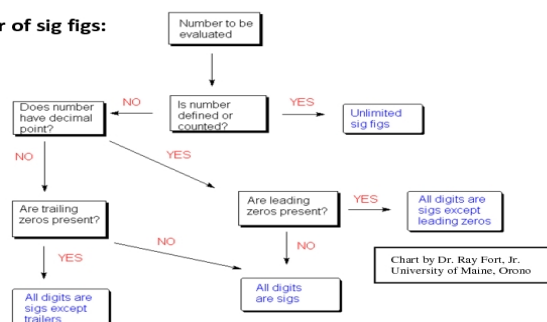 r of sig figs:
Number to be
evaluated
NO
Is number
defined or
counted?
YES
Unlimited
sig figs
Does number
have decimal
point?
NO
YES
Are trailing
zeros present?
NO
YES
Are leading
zeros present?
YES
All digits are
sigs except
leading zeros
NO
All digits
are sigs
All digits are
sigs except
trailers
Chart by Dr. Ray Fort, Jr.
University of Maine, Orono